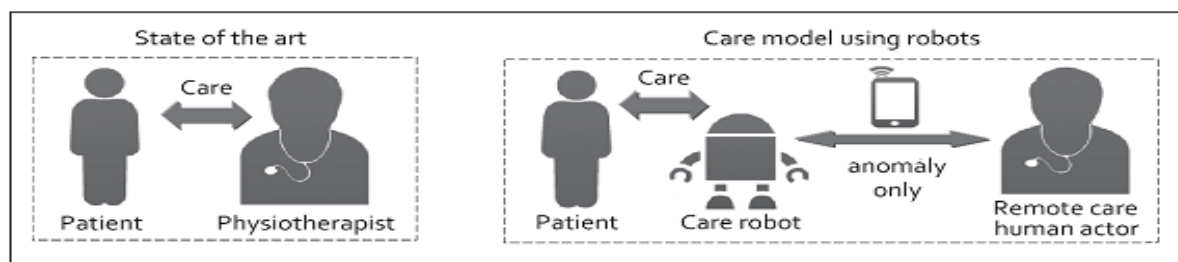 State of the art
Care
Patient
Physiotherapist
Care model using robots
Care
anomaly
only
Patient
Care robot
Remote care
human actor